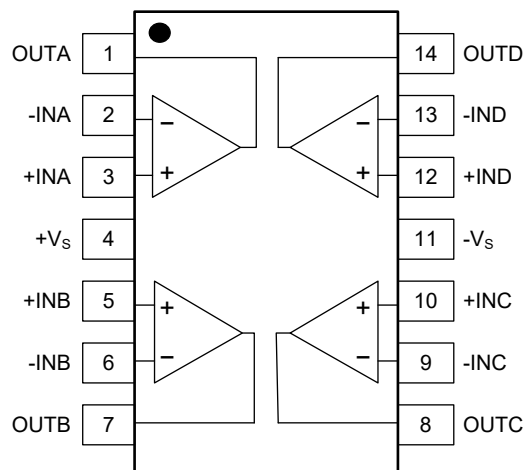 OUTA 1 14 OUTD
-INA 2 − − 13 -IND
+INA 3 + + 12 +IND
+VS 4 11 -VS
+INB 5 + + 10 +INC
-INB 6 − − 9 -INC
OUTB 7 8 OUTC